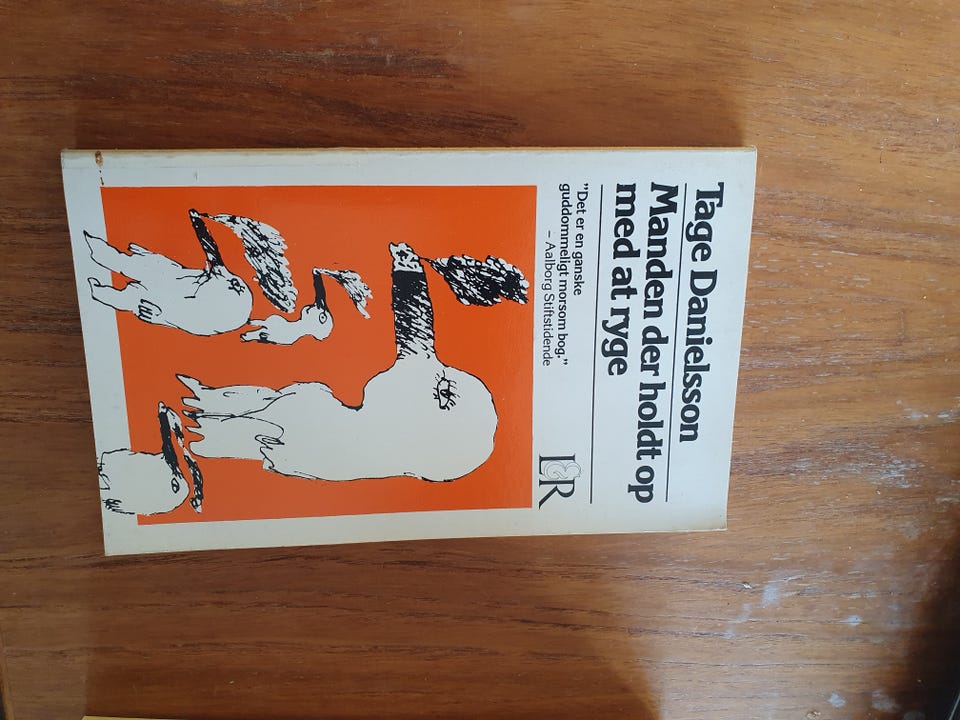 Tage Danielsson
Manden der holdt op
med at ryge
"Det er en ganske
guddommeligt morsom bog."
– Aalborg Stiftstidende
L&R